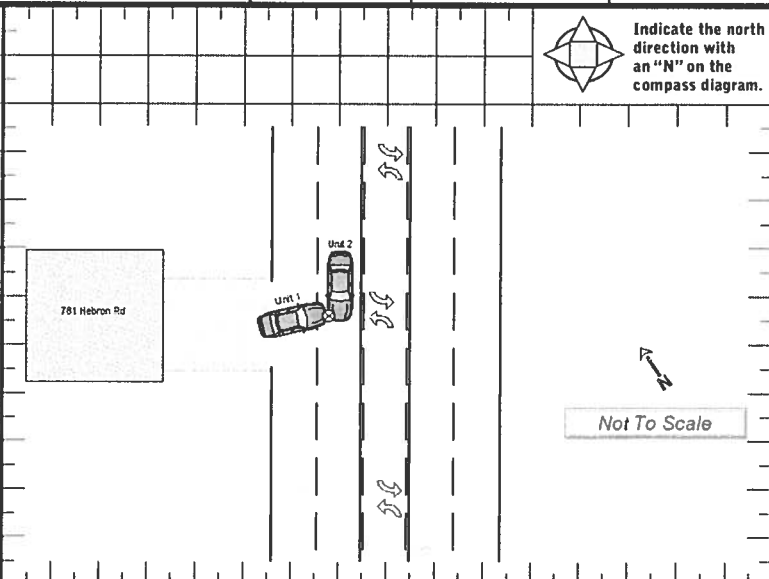 Indicate the north
direction with
an "N" on the
compass diagram.
Unit 2
Unit 1
781 Hebron Rd
N
Not To Scale